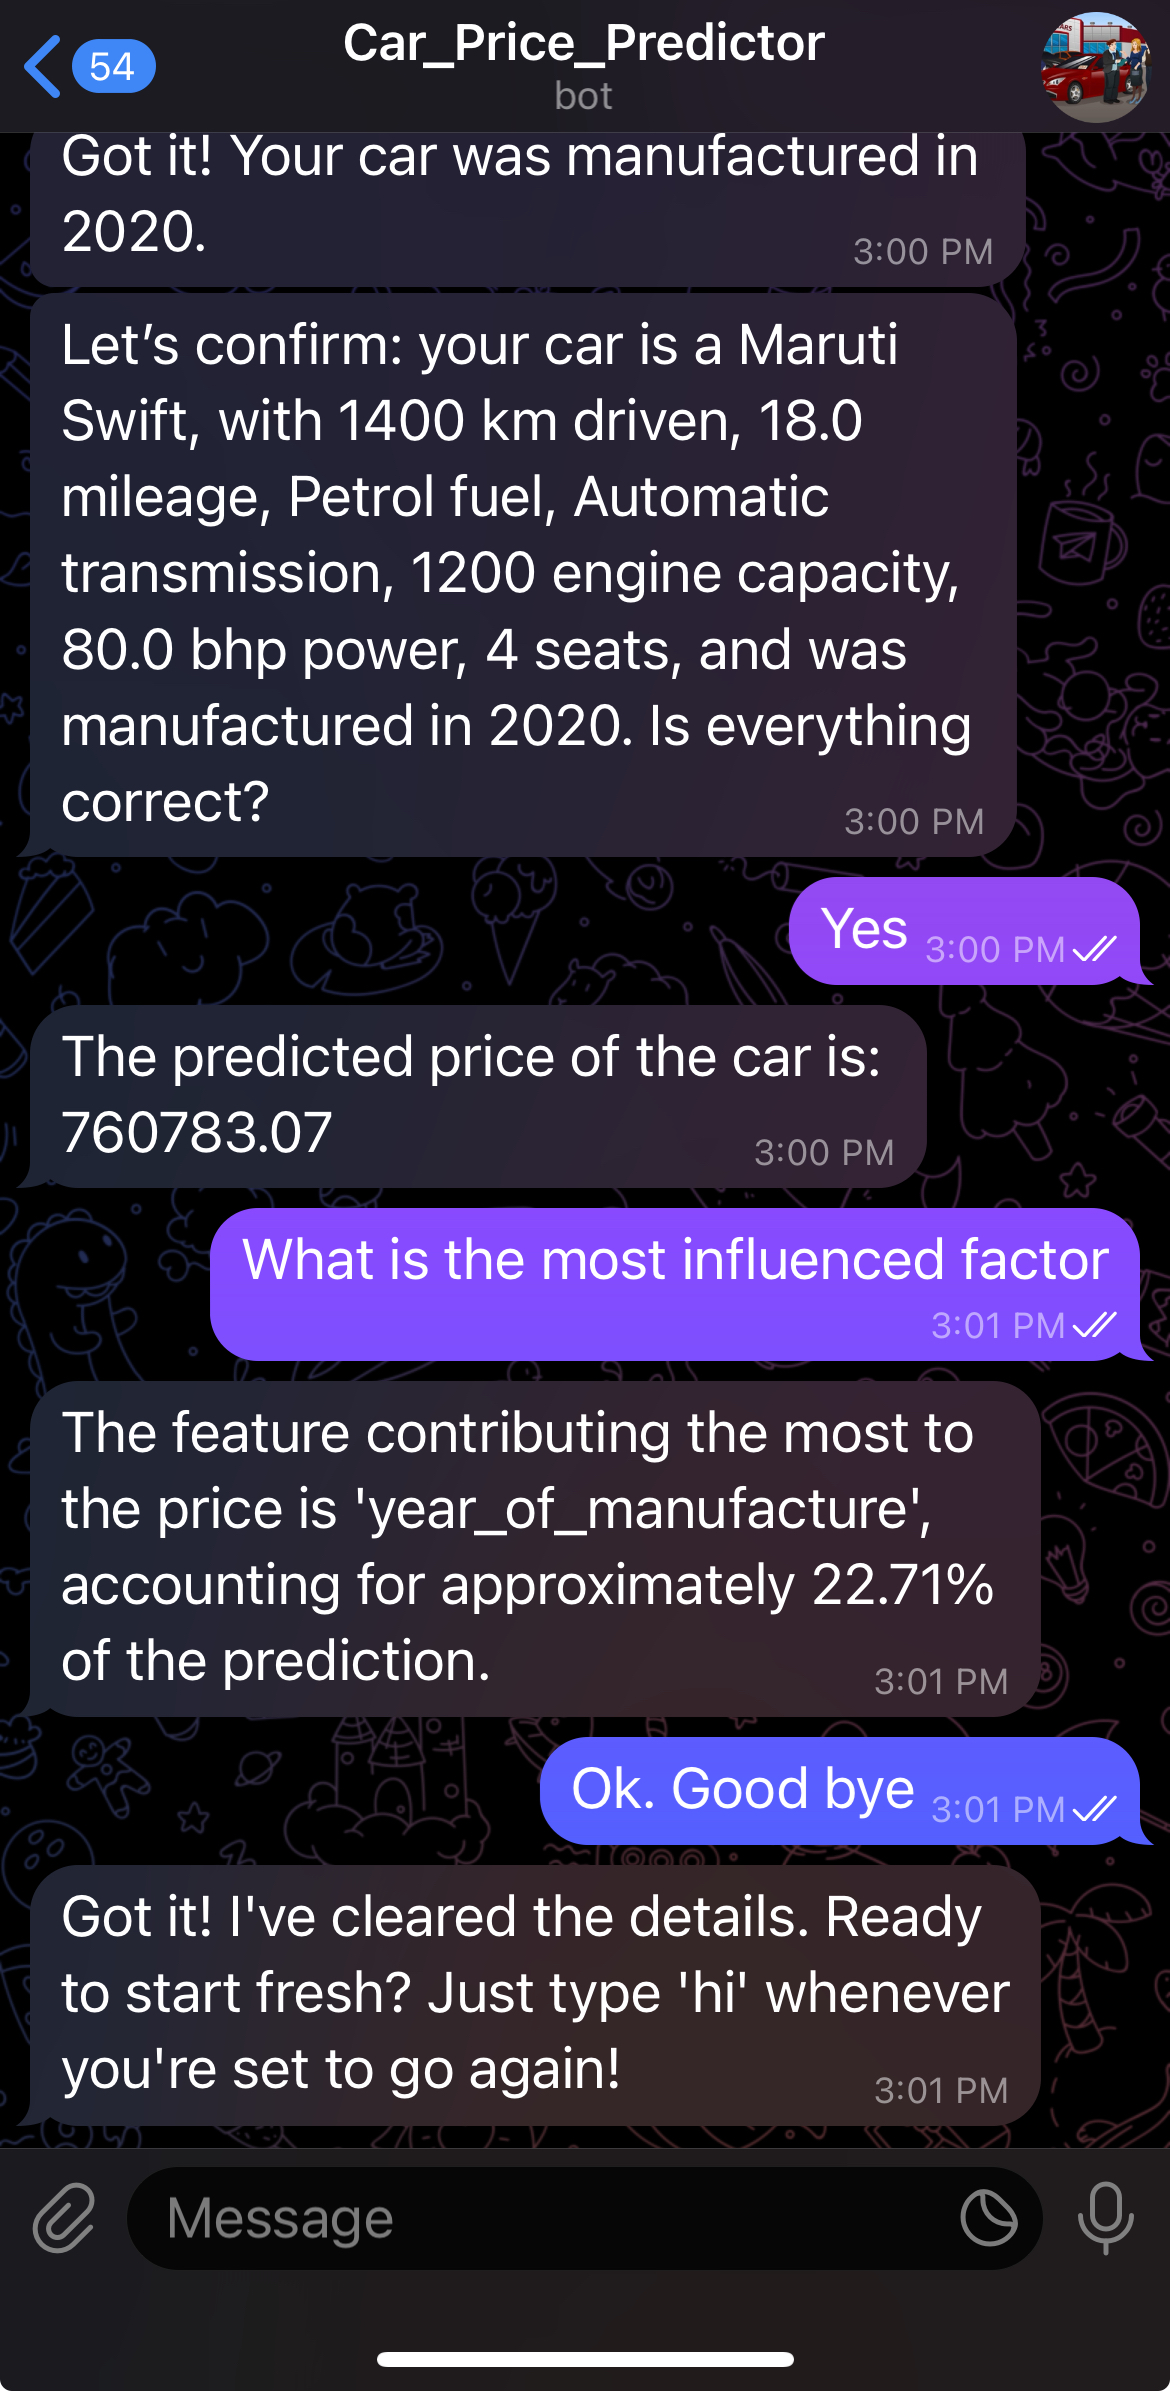 54
Car_Price_Predictor
bot
Got it! Your car was manufactured in
2020.
3:00 PM
Let’s confirm: your car is a Maruti
Swift, with 1400 km driven, 18.0
mileage, Petrol fuel, Automatic
transmission, 1200 engine capacity,
80.0 bhp power, 4 seats, and was
manufactured in 2020. Is everything
correct?
3:00 PM
Yes 3:00 PM
The predicted price of the car is:
760783.07
3:00 PM
What is the most influenced factor
3:01 PM
The feature contributing the most to
the price is 'year_of_manufacture',
accounting for approximately 22.71%
of the prediction.
3:01 PM
Ok. Good bye 3:01 PM
Got it! I've cleared the details. Ready
to start fresh? Just type 'hi' whenever
you're set to go again!
3:01 PM
Message